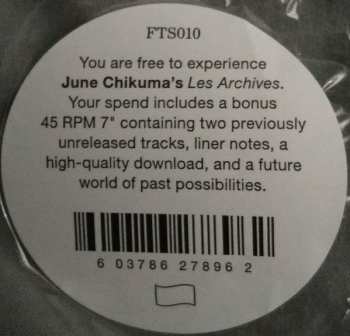 FTS010
You are free to experience
June Chikuma's Les Archives.
Your spend includes a bonus
45 RPM 7" containing two previously
unreleased tracks, liner notes, a
high-quality download, and a future
world of past possibilities.
6 03786 27896 2